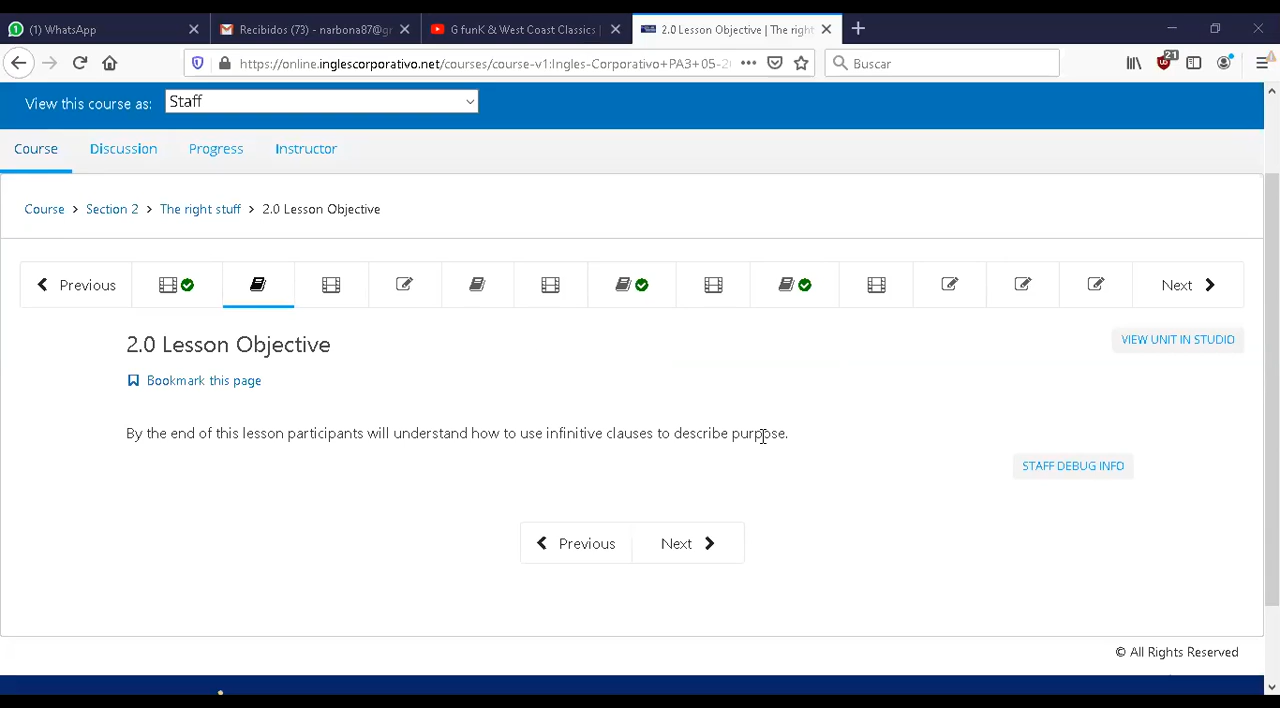 (1) WhatsApp
Recibidos (73) - narbona87@gr
G funK & West Coast Classics |
2.0 Lesson Objective | The right
https://online.inglescorporativo.net/courses/course-v1:Ingles-Corporativo+PA3+05-2
Buscar
21
View this course as:
Staff
Course
Discussion
Progress
Instructor
Course > Section 2 > The right stuff > 2.0 Lesson Objective
Previous
Next
2.0 Lesson Objective
VIEW UNIT IN STUDIO
Bookmark this page
By the end of this lesson participants will understand how to use infinitive clauses to describe purpose.
STAFF DEBUG INFO
Previous
Next
© All Rights Reserved